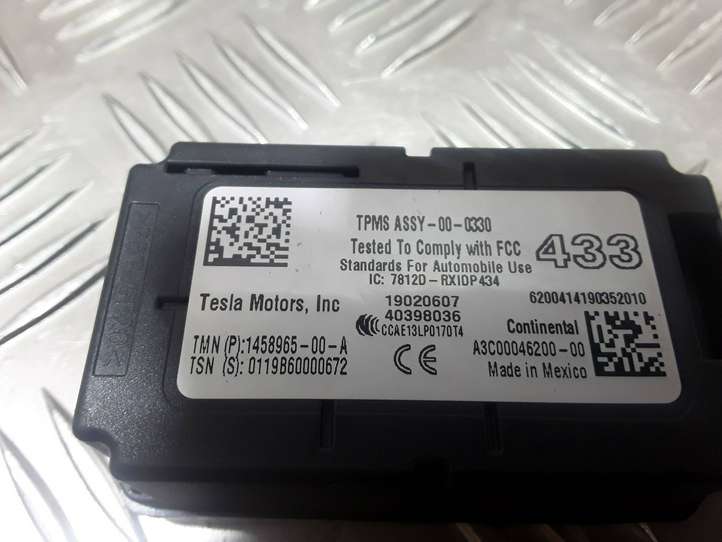 TPMS ASSY-00-0330
Tested To Comply with FCC
433
Standards For Automobile Use
IC: 7812D-RXIDP434
Tesla Motors, Inc
19020607
6200414190352010
40398036
CCAE13LP0170T4
Continental
TMN (P):1458965-00-A
A3C00046200-00
TSN (S): 0119B60000672
CE
Made in Mexico